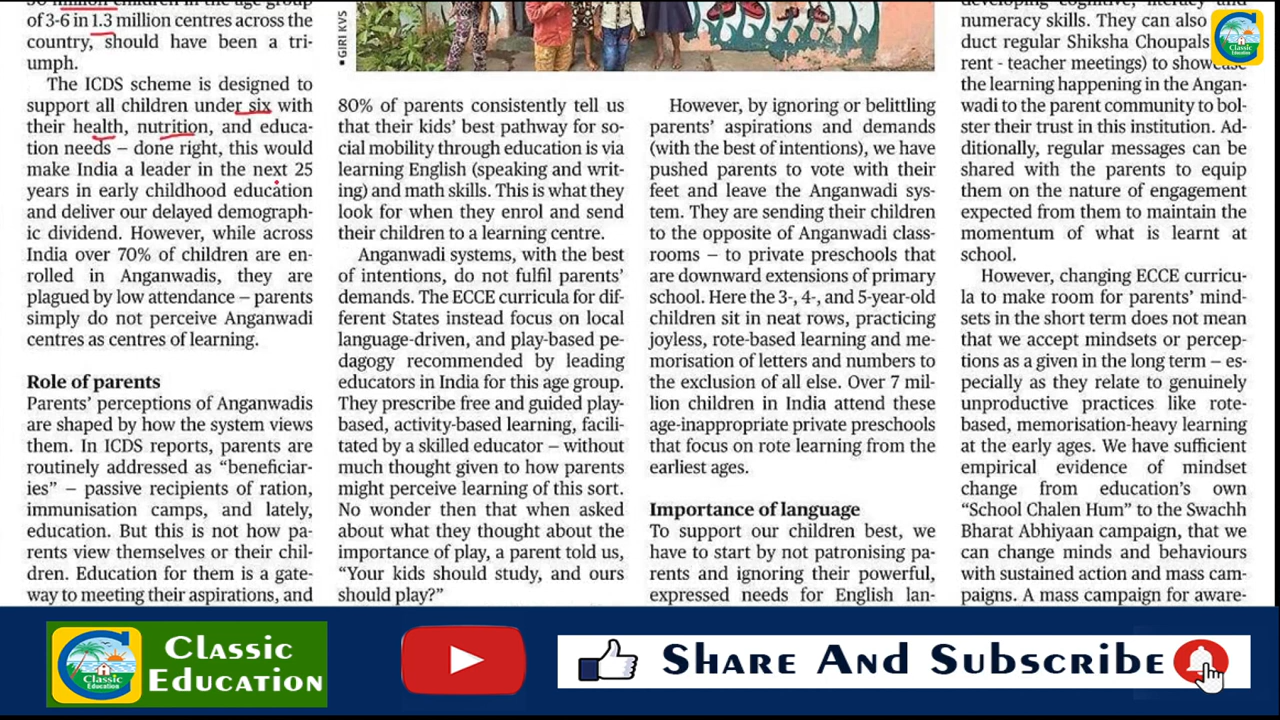 30 million children in the age group
of 3-6 in 1.3 million centres across the
country, should have been a tri-
umph.
The ICDS scheme is designed to
support all children under six with
their health, nutrition, and educa-
tion needs – done right, this would
make India a leader in the next 25
years in early childhood education
and deliver our delayed demograph-
ic dividend. However, while across
India over 70% of children are en-
rolled in Anganwadis, they are
plagued by low attendance – parents
simply do not perceive Anganwadi
centres as centres of learning.
Role of parents
Parents' perceptions of Anganwadis
are shaped by how the system views
them. In ICDS reports, parents are
routinely addressed as “beneficiar-
ies” – passive recipients of ration,
immunisation camps, and lately,
education. But this is not how pa-
rents view themselves or their chil-
dren. Education for them is a gate-
way to meeting their aspirations, and
GIRI KVS
80% of parents consistently tell us
that their kids' best pathway for so-
cial mobility through education is via
learning English (speaking and writ-
ing) and math skills. This is what they
look for when they enrol and send
their children to a learning centre.
Anganwadi systems, with the best
of intentions, do not fulfil parents'
demands. The ECCE curricula for dif-
ferent States instead focus on local
language-driven, and play-based pe-
dagogy recommended by leading
educators in India for this age group.
They prescribe free and guided play-
based, activity-based learning, facili-
tated by a skilled educator – without
much thought given to how parents
might perceive learning of this sort.
No wonder then that when asked
about what they thought about the
importance of play, a parent told us,
“Your kids should study, and ours
should play?”
However, by ignoring or belittling
parents' aspirations and demands
(with the best of intentions), we have
pushed parents to vote with their
feet and leave the Anganwadi sys-
tem. They are sending their children
to the opposite of Anganwadi class-
rooms – to private preschools that
are downward extensions of primary
school. Here the 3-, 4-, and 5-year-old
children sit in neat rows, practicing
joyless, rote-based learning and me-
morisation of letters and numbers to
the exclusion of all else. Over 7 mil-
lion children in India attend these
age-inappropriate private preschools
that focus on rote learning from the
earliest ages.
Importance of language
To support our children best, we
have to start by not patronising pa-
rents and ignoring their powerful,
expressed needs for English lan-
developing cognitive, literacy and
numeracy skills. They can also
duct regular Shiksha Choupals
rent - teacher meetings) to showcase
the learning happening in the Angan-
wadi to the parent community to bol-
ster their trust in this institution. Ad-
ditionally, regular messages can be
shared with the parents to equip
them on the nature of engagement
expected from them to maintain the
momentum of what is learnt at
school.
However, changing ECCE curricu-
la to make room for parents' mind-
sets in the short term does not mean
that we accept mindsets or percep-
tions as a given in the long term – es-
pecially as they relate to genuinely
unproductive practices like rote-
based, memorisation-heavy learning
at the early ages. We have sufficient
empirical evidence of mindset
change from education's own
“School Chalen Hum” to the Swachh
Bharat Abhiyaan campaign, that we
can change minds and behaviours
with sustained action and mass cam-
paigns. A mass campaign for aware-
Classic
Education
Classic
Education
Classic
Education
Share And Subscribe